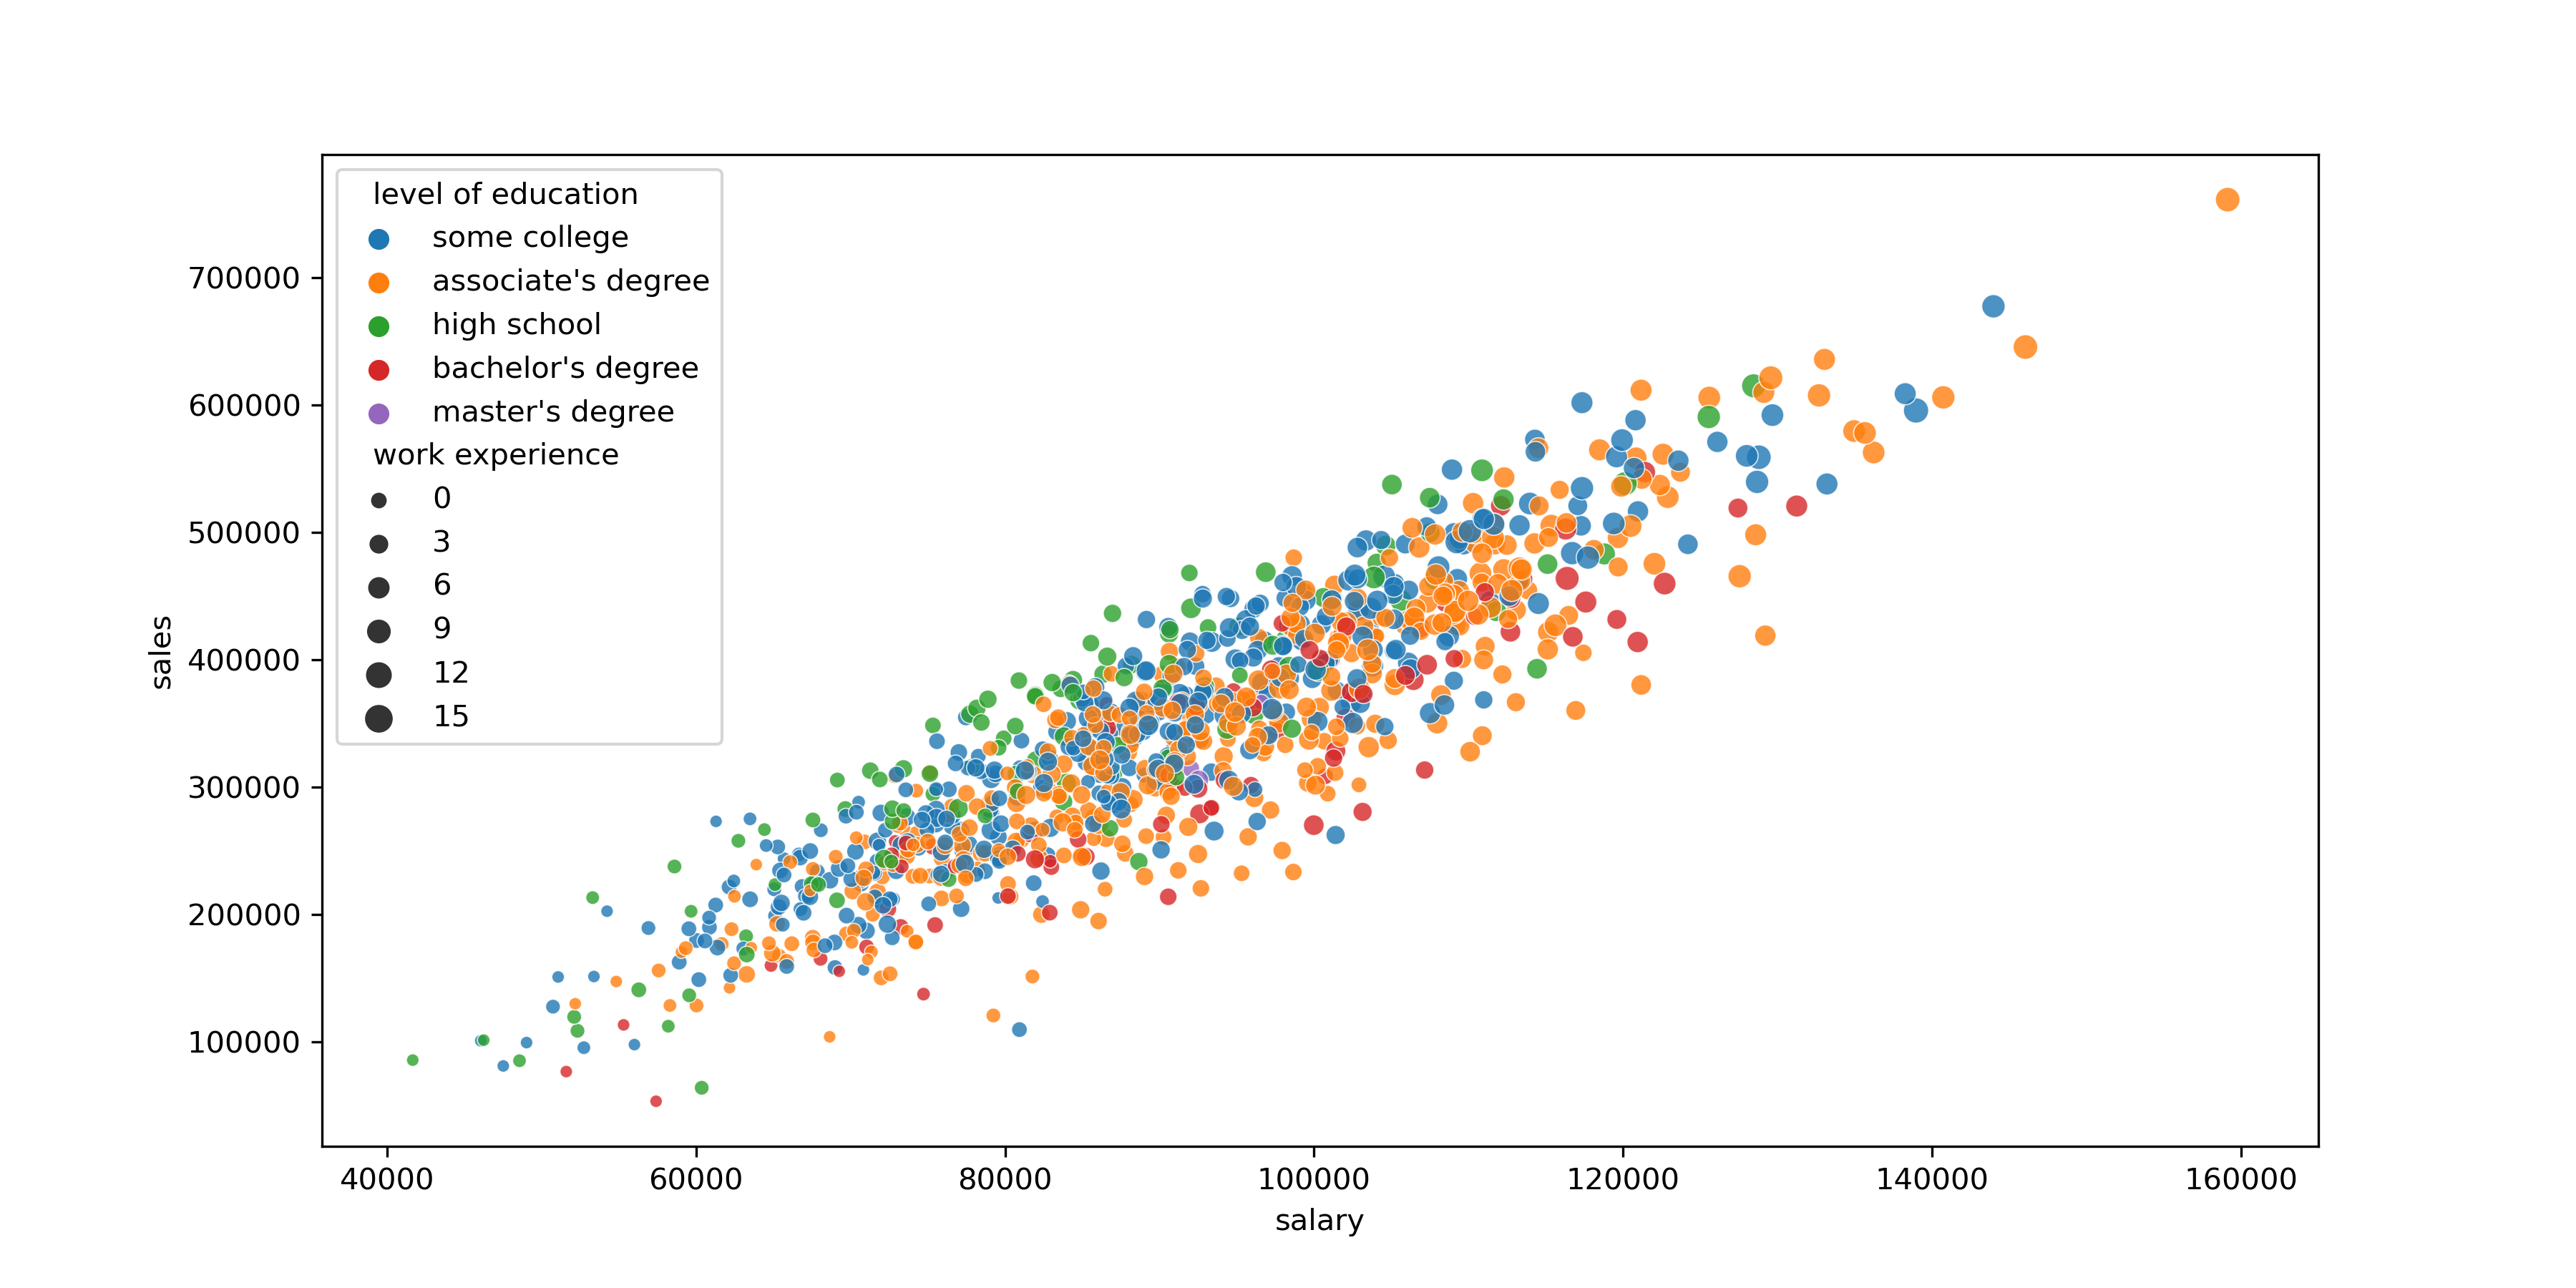 level of education
some college
associate's degree
high school
bachelor's degree
master's degree
work experience
0
3
6
9
12
15
700000
600000
500000
400000
300000
200000
100000
sales
40000 60000 80000 100000 120000 140000 160000
salary